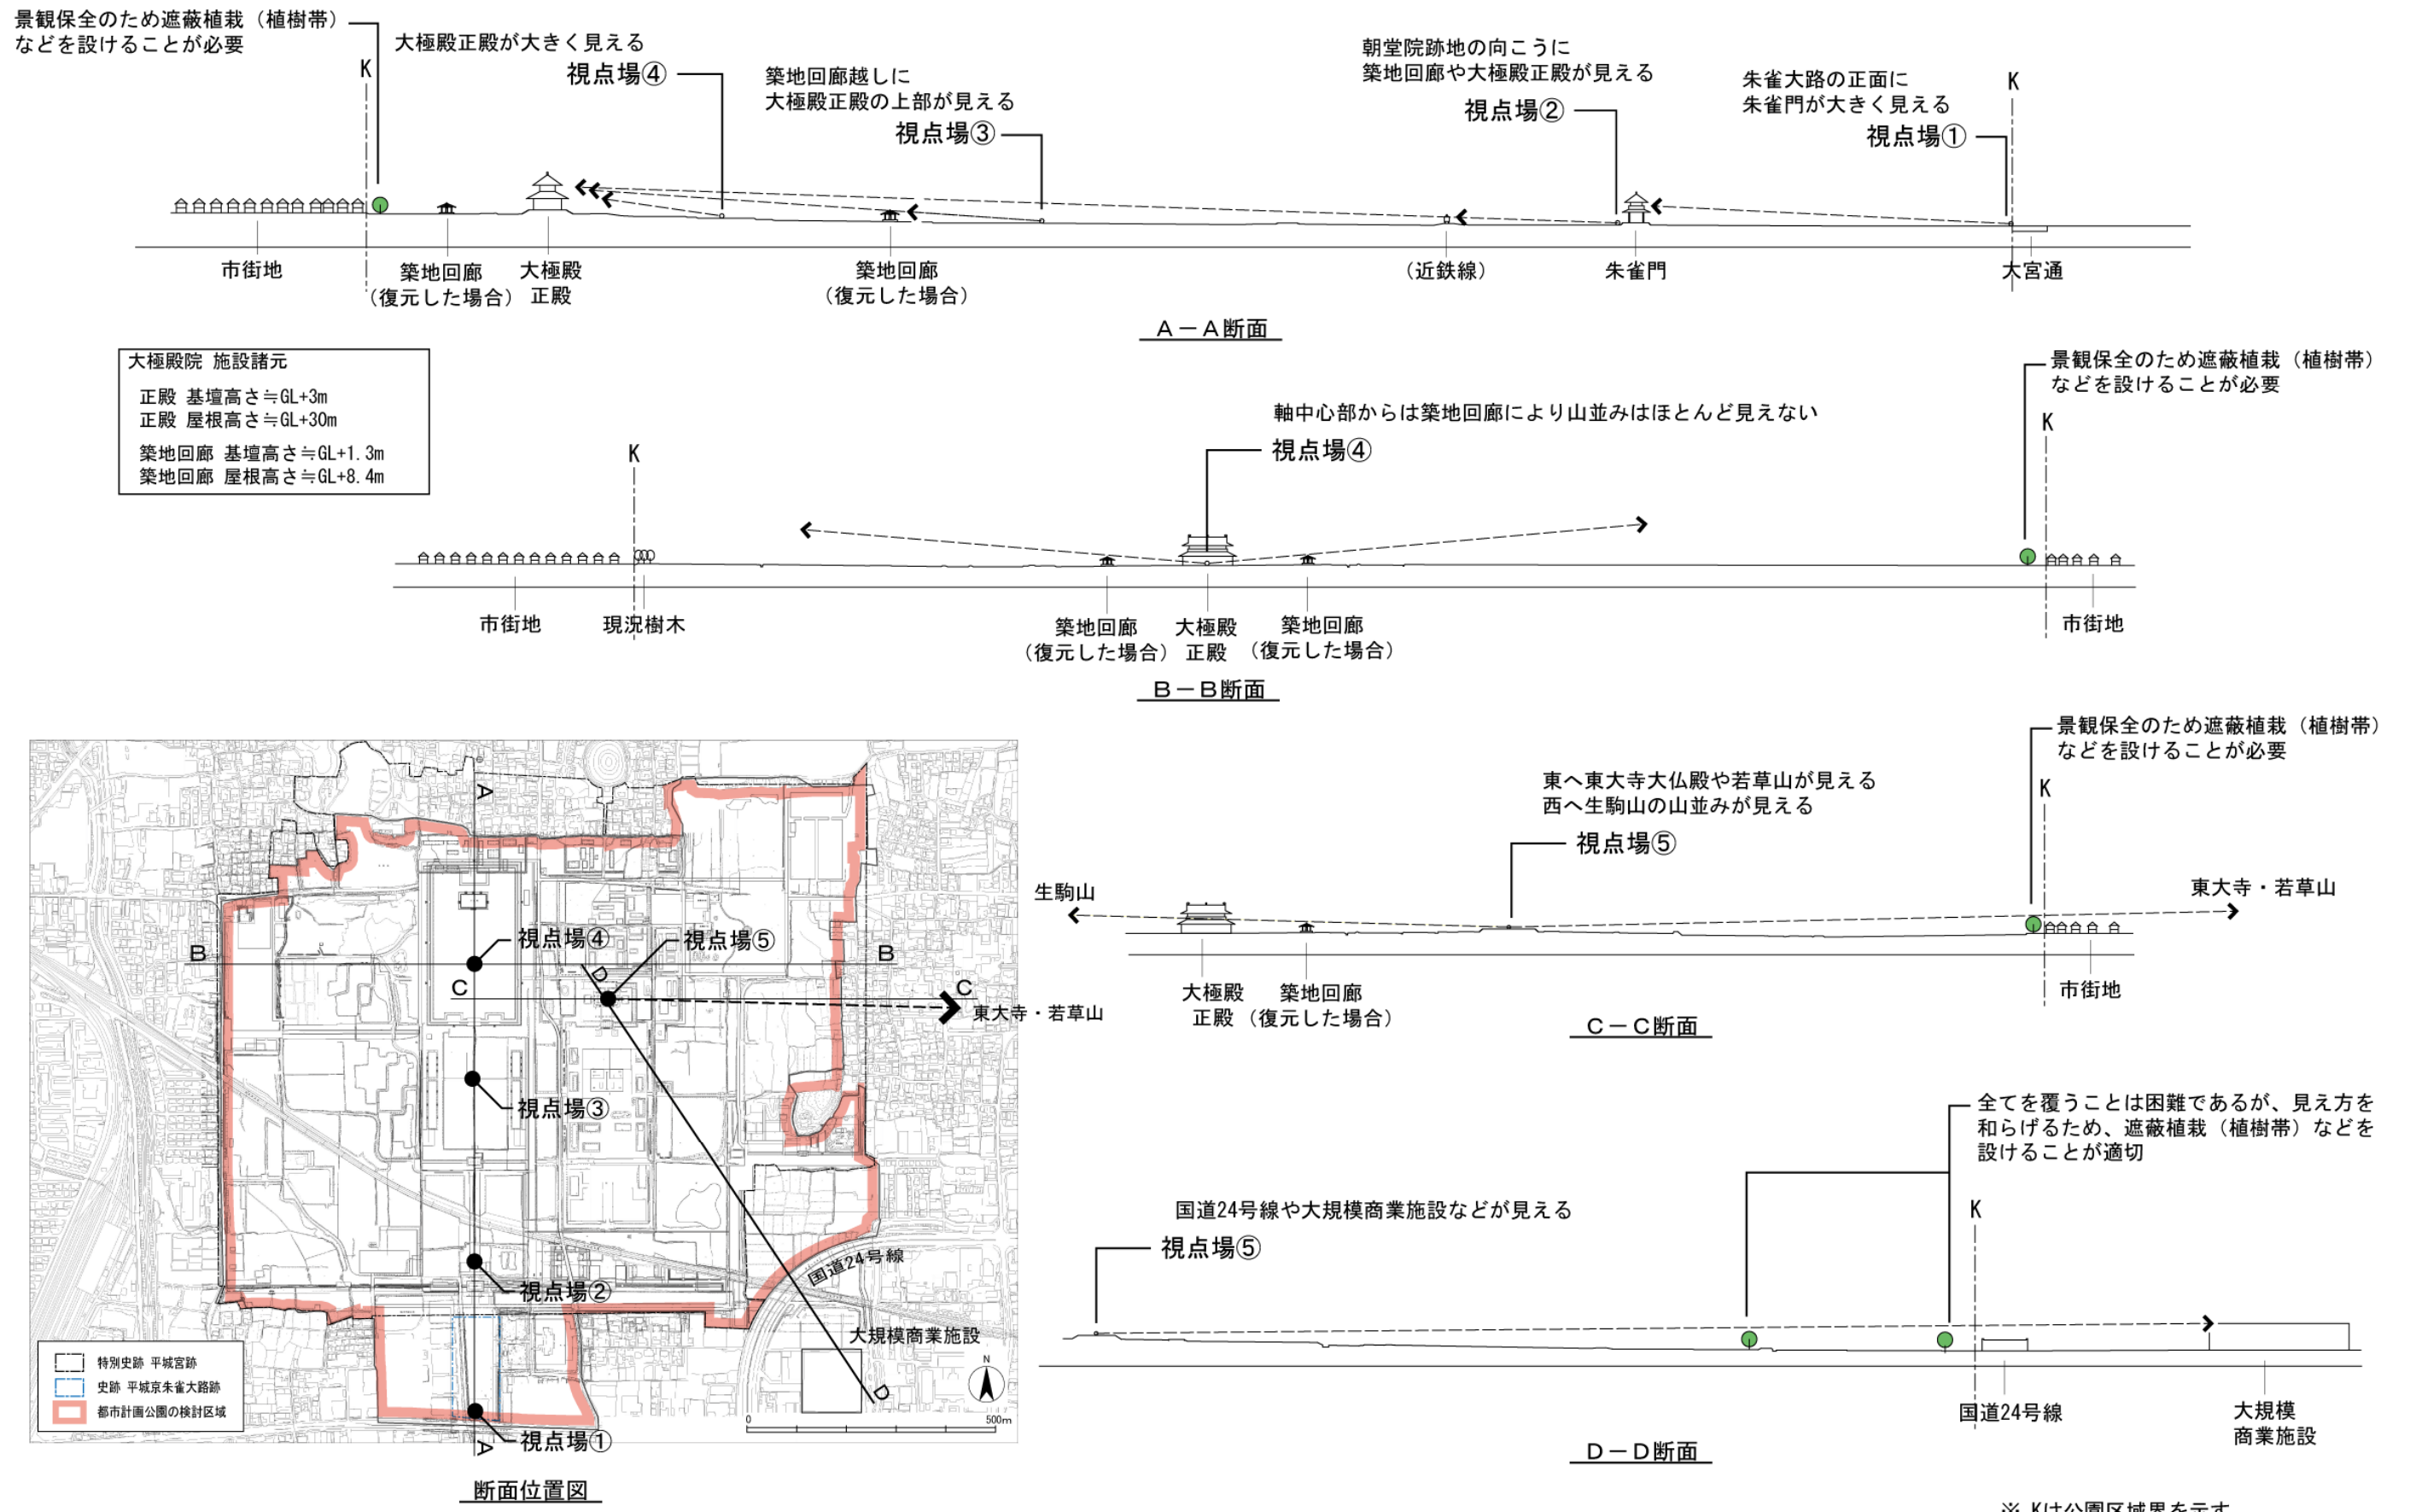 景観保全のため遮蔽植栽（植樹帯）
などを設けることが必要
K
大極殿正殿が大きく見える
視点場④
築地回廊越しに
大極殿正殿の上部が見える
視点場③
朝堂院跡地の向こうに
築地回廊や大極殿正殿が見える
視点場②
朱雀大路の正面に
朱雀門が大きく見える
視点場①
K
市街地
築地回廊
（復元した場合）
大極殿
正殿
築地回廊
（復元した場合）
（近鉄線）
朱雀門
大宮通
A－A断面
大極殿院 施設諸元
正殿 基壇高さ≒GL+3m
正殿 屋根高さ≒GL+30m
築地回廊 基壇高さ≒GL+1.3m
築地回廊 屋根高さ≒GL+8.4m
K
軸中心部からは築地回廊により山並みはほとんど見えない
視点場④
景観保全のため遮蔽植栽（植樹帯）
などを設けることが必要
K
市街地
現況樹木
築地回廊
（復元した場合）
大極殿
正殿
築地回廊
（復元した場合）
市街地
B－B断面
東へ東大寺大仏殿や若草山が見える
西へ生駒山の山並みが見える
視点場⑤
景観保全のため遮蔽植栽（植樹帯）
などを設けることが必要
K
生駒山
東大寺・若草山
大極殿
正殿
築地回廊
（復元した場合）
市街地
C－C断面
全てを覆うことは困難であるが、見え方を
和らげるため、遮蔽植栽（植樹帯）などを
設けることが適切
K
国道24号線や大規模商業施設などが見える
視点場⑤
国道24号線
大規模
商業施設
D－D断面
A
B
視点場④
視点場⑤
B
C
D
C
東大寺・若草山
視点場③
視点場②
国道24号線
大規模商業施設
D
視点場①
A
特別史跡 平城宮跡
史跡 平城京朱雀大路跡
都市計画公園の検討区域
N
0
500m
断面位置図
※ Kは公園区域界を示す